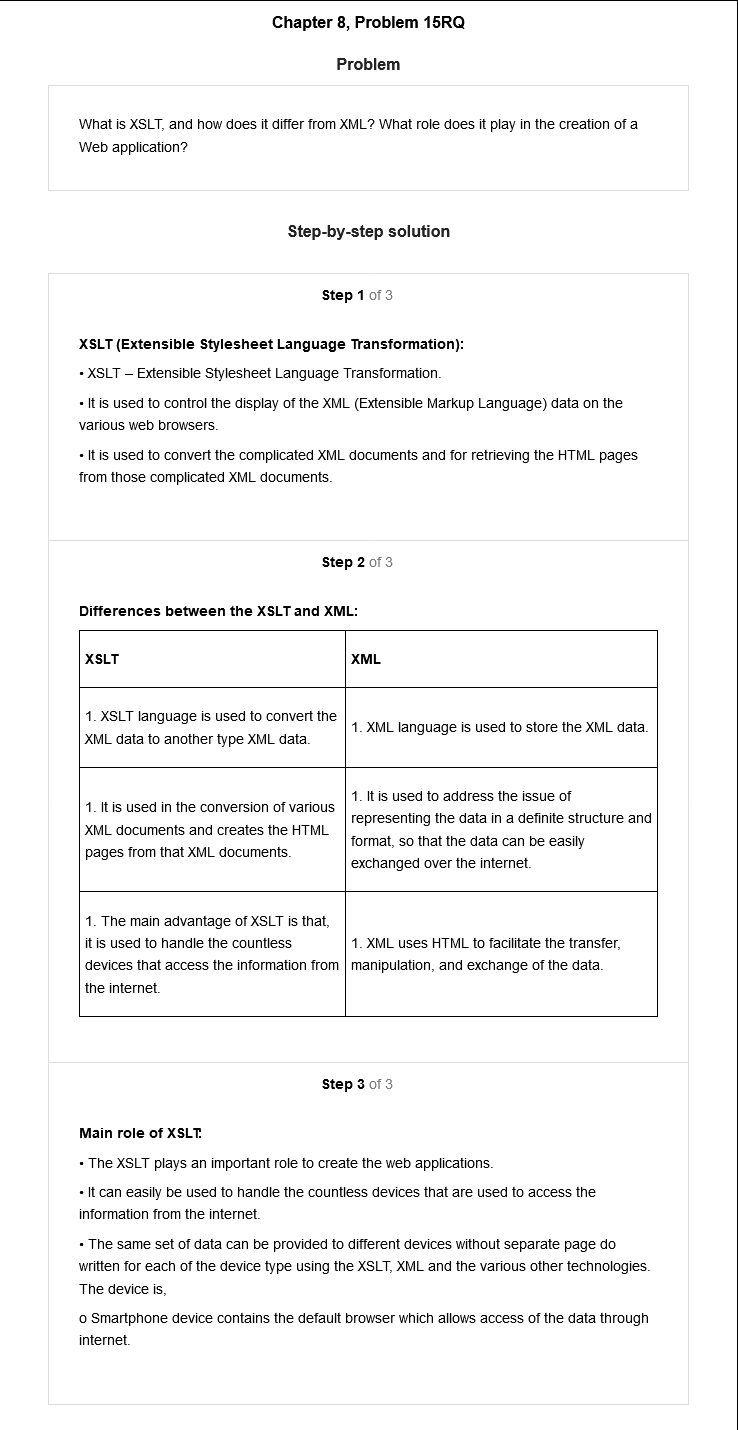 Chapter 8, Problem 15RQ
Problem
What is XSLT, and how does it differ from XML? What role does it play in the creation of a
Web application?
Step-by-step solution
Step 1 of 3
XSLT (Extensible Stylesheet Language Transformation):
• XSLT – Extensible Stylesheet Language Transformation.
• It is used to control the display of the XML (Extensible Markup Language) data on the
various web browsers.
• It is used to convert the complicated XML documents and for retrieving the HTML pages
from those complicated XML documents.
Step 2 of 3
Differences between the XSLT and XML:
XSLT
XML
1. XSLT language is used to convert the
XML data to another type XML data.
1. XML language is used to store the XML data.
1. It is used in the conversion of various
XML documents and creates the HTML
pages from that XML documents.
1. It is used to address the issue of
representing the data in a definite structure and
format, so that the data can be easily
exchanged over the internet.
1. The main advantage of XSLT is that,
it is used to handle the countless
devices that access the information from
the internet.
1. XML uses HTML to facilitate the transfer,
manipulation, and exchange of the data.
Step 3 of 3
Main role of XSLT:
• The XSLT plays an important role to create the web applications.
• It can easily be used to handle the countless devices that are used to access the
information from the internet.
• The same set of data can be provided to different devices without separate page do
written for each of the device type using the XSLT, XML and the various other technologies.
The device is,
o Smartphone device contains the default browser which allows access of the data through
internet.